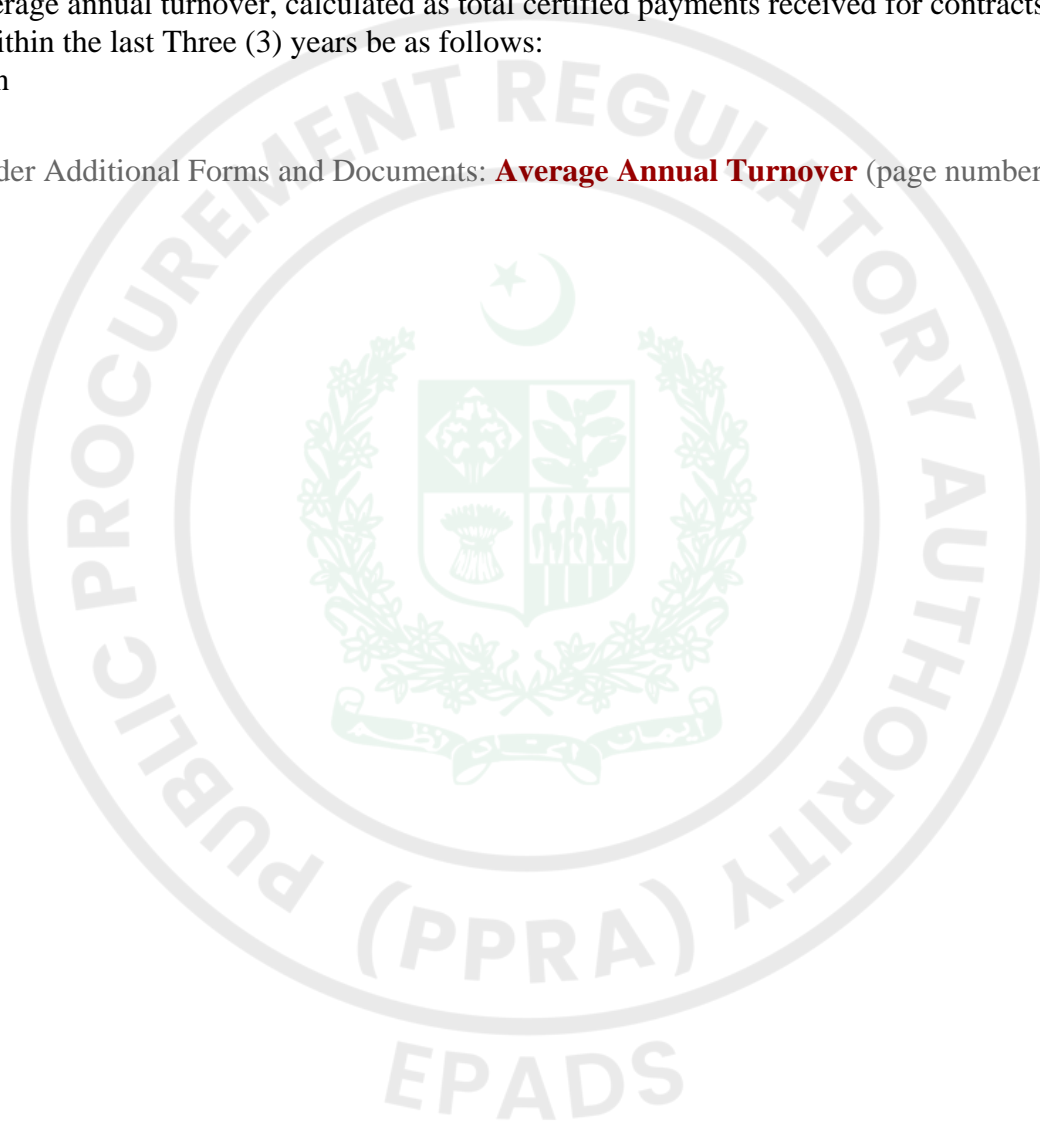 erage annual turnover, calculated as total certified payments received for contracts
ithin the last Three (3) years be as follows:
n
der Additional Forms and Documents: Average Annual Turnover (page number
PUBLIC PROCUREMENT REGULATORY AUTHORITY
(PPRA)
EPADS